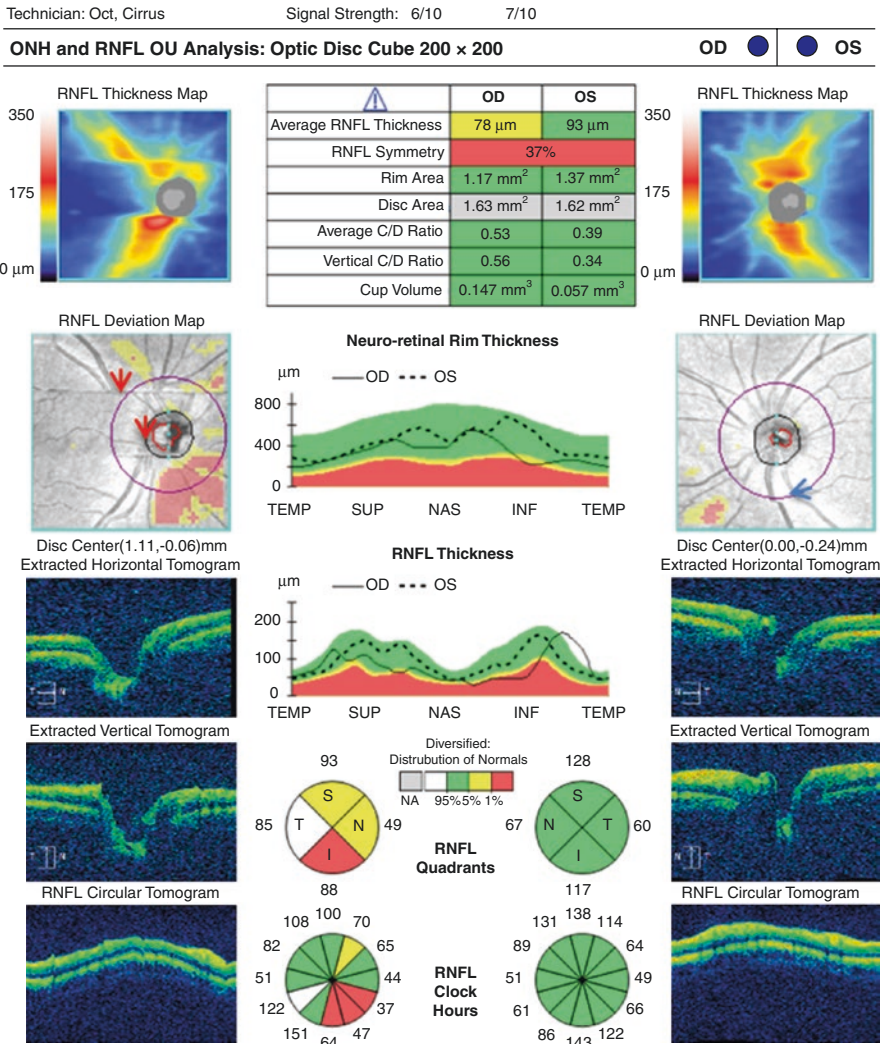 Technician: Oct, Cirrus Signal Strength: 6/10 7/10
ONH and RNFL OU Analysis: Optic Disc Cube 200 × 200 OD OS
RNFL Thickness Map
350
175
0 µm
OD OS
Average RNFL Thickness 78 µm 93 µm
RNFL Symmetry 37%
Rim Area 1.17 mm² 1.37 mm²
Disc Area 1.63 mm² 1.62 mm²
Average C/D Ratio 0.53 0.39
Vertical C/D Ratio 0.56 0.34
Cup Volume 0.147 mm³ 0.057 mm³
RNFL Thickness Map
350
175
0 µm
RNFL Deviation Map
Disc Center(1.11,-0.06)mm
Neuro-retinal Rim Thickness
µm OD OS
800
400
0
TEMP SUP NAS INF TEMP
RNFL Deviation Map
Disc Center(0.00,-0.24)mm
Extracted Horizontal Tomogram
RNFL Thickness
µm OD OS
200
100
0
TEMP SUP NAS INF TEMP
Extracted Horizontal Tomogram
Extracted Vertical Tomogram
Diversified:
Distrubution of Normals
NA 95% 5% 1%
Extracted Vertical Tomogram
93
S
85 T N 49
I
88
RNFL
Quadrants
128
S
67 N T 60
I
117
RNFL Circular Tomogram
108 100 70
82 65
51 44
122 37
151 64 47
RNFL
Clock
Hours
131 138 114
89 64
51 49
61 66
86 143 122
RNFL Circular Tomogram